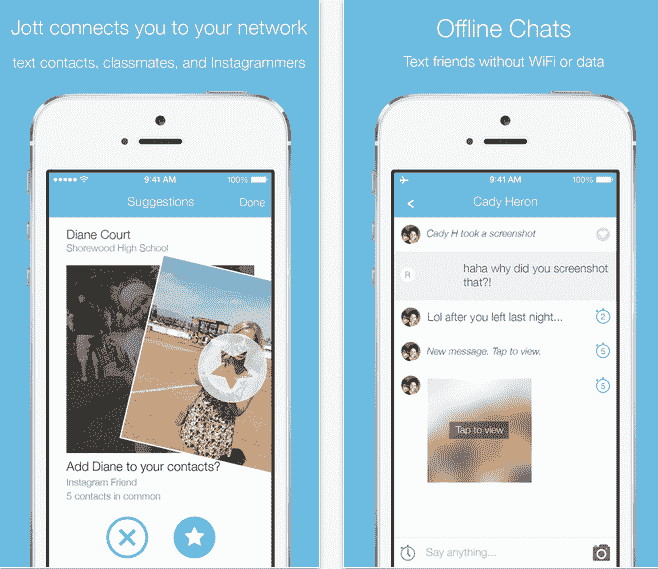 Jott connects you to your network
text contacts, classmates, and Instagrammers
9:41 AM
100%
Suggestions
Done
Diane Court
Shorewood High School
Add Diane to your contacts?
Instagram Friend
5 contacts in common
Offline Chats
Text friends without WiFi or data
9:41 AM
100%
<
Cady Heron
Cady H took a screenshot
R
haha why did you screenshot
that?!
Lol after you left last night...
2
New message. Tap to view.
5
5
Tap to view
Say anything...